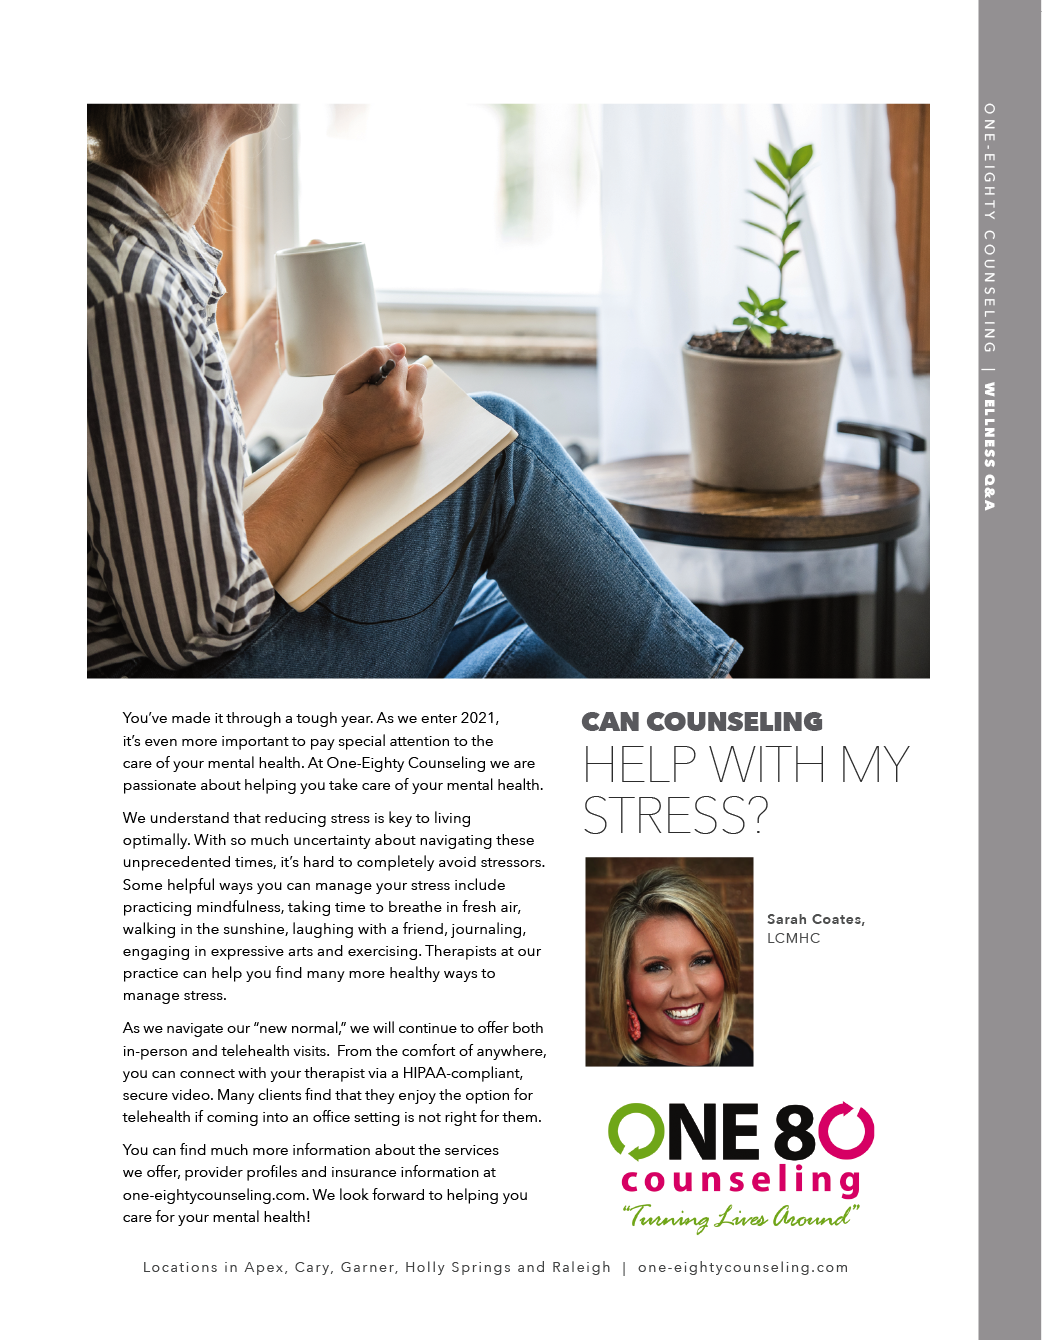 ONE-EIGHTY COUNSELING | WELLNESS Q&A
You've made it through a tough year. As we enter 2021,
it's even more important to pay special attention to the
care of your mental health. At One-Eighty Counseling we are
passionate about helping you take care of your mental health.
We understand that reducing stress is key to living
optimally. With so much uncertainty about navigating these
unprecedented times, it's hard to completely avoid stressors.
Some helpful ways you can manage your stress include
practicing mindfulness, taking time to breathe in fresh air,
walking in the sunshine, laughing with a friend, journaling,
engaging in expressive arts and exercising. Therapists at our
practice can help you find many more healthy ways to
manage stress.
As we navigate our “new normal,” we will continue to offer both
in-person and telehealth visits.  From the comfort of anywhere,
you can connect with your therapist via a HIPAA-compliant,
secure video. Many clients find that they enjoy the option for
telehealth if coming into an office setting is not right for them.
You can find much more information about the services
we offer, provider profiles and insurance information at
one-eightycounseling.com. We look forward to helping you
care for your mental health!
CAN COUNSELING
HELP WITH MY
STRESS?
Sarah Coates,
LCMHC
ONE 80
counseling
“Turning Lives Around”
Locations in Apex, Cary, Garner, Holly Springs and Raleigh | one-eightycounseling.com